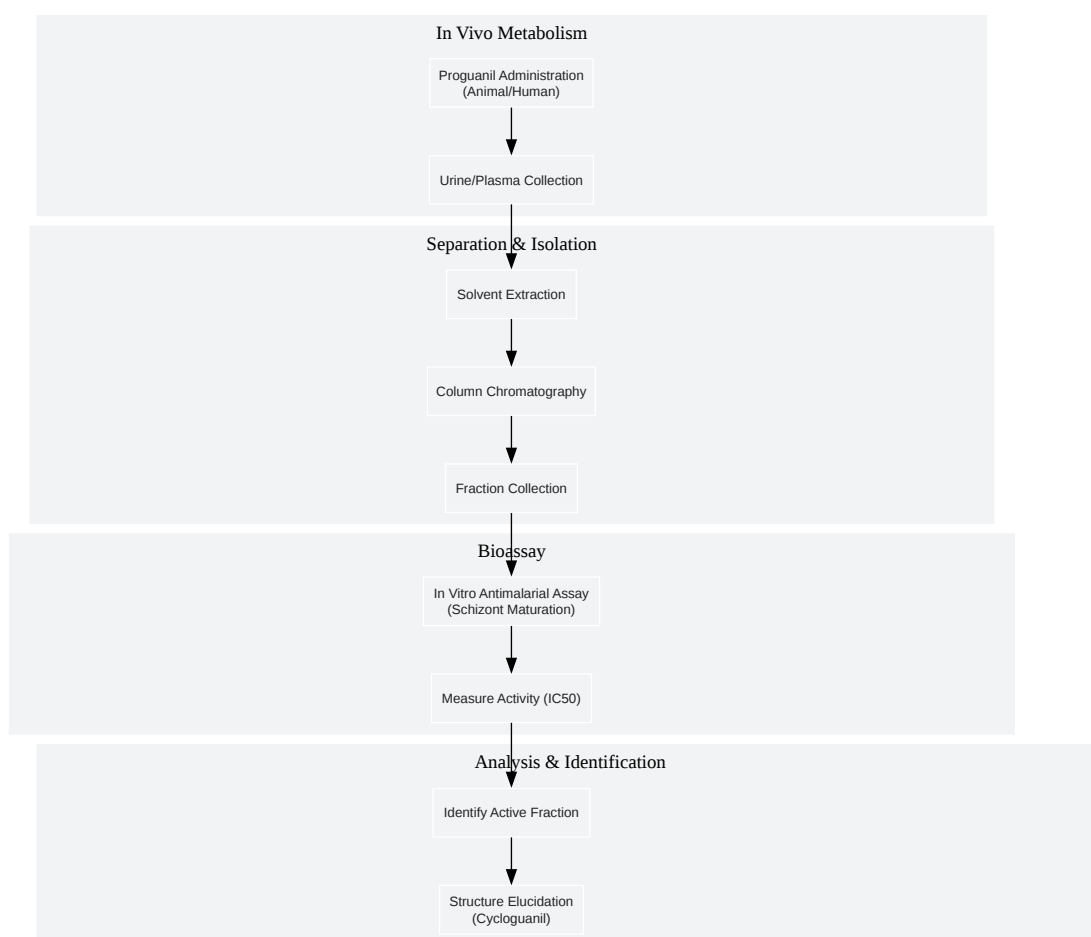 In Vivo Metabolism
Proguanil Administration
(Animal/Human)
Urine/Plasma Collection
Separation & Isolation
Solvent Extraction
Column Chromatography
Fraction Collection
Bioassay
In Vitro Antimalarial Assay
(Schizont Maturation)
Measure Activity (IC50)
Analysis & Identification
Identify Active Fraction
Structure Elucidation
(Cycloguanil)